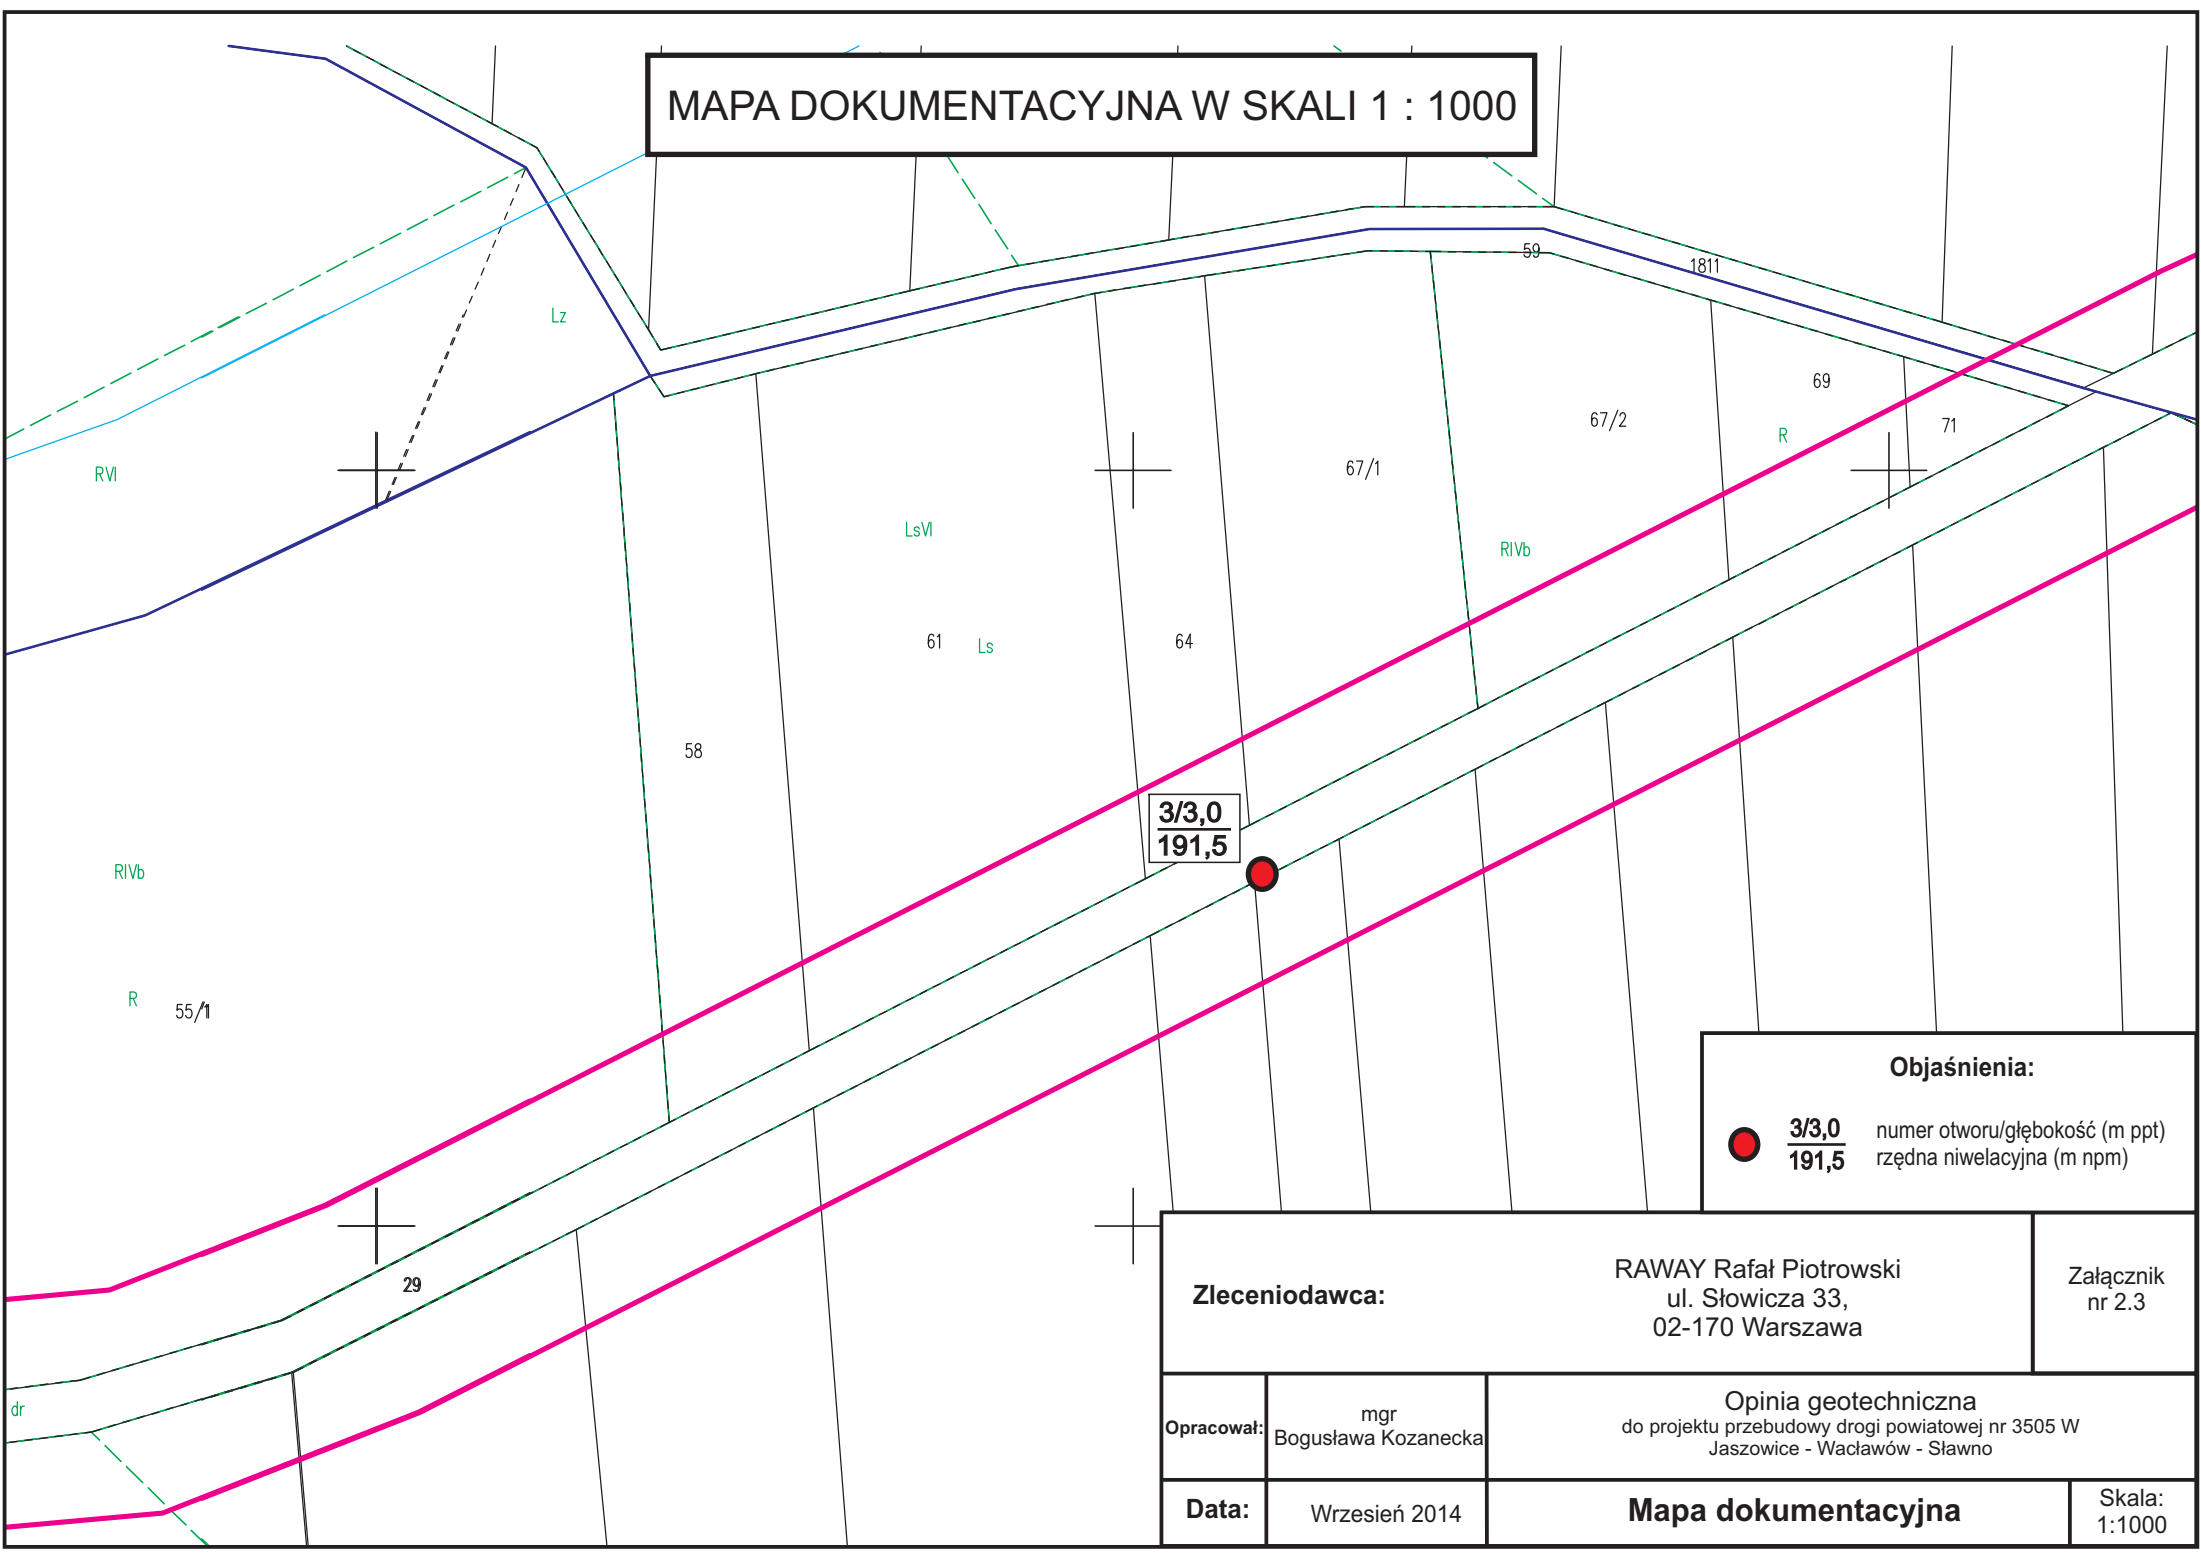 MAPA DOKUMENTACYJNA W SKALI 1 : 1000
59
1811
Lz
69
67/2
R
71
67/1
RVI
LsVI
RIVb
61
Ls
64
58
3/3,0
191,5
RIVb
R
55/1
29
dr
Objaśnienia:
3/3,0
191,5
numer otworu/głębokość (m ppt)
rzędna niwelacyjna (m npm)
Zleceniodawca:
RAWAY Rafał Piotrowski
ul. Słowicza 33,
02-170 Warszawa
Załącznik
nr 2.3
Opracował:
mgr
Bogusława Kozanecka
Opinia geotechniczna
do projektu przebudowy drogi powiatowej nr 3505 W
Jaszowice - Wacławów - Sławno
Data:
Wrzesień 2014
Mapa dokumentacyjna
Skala:
1:1000